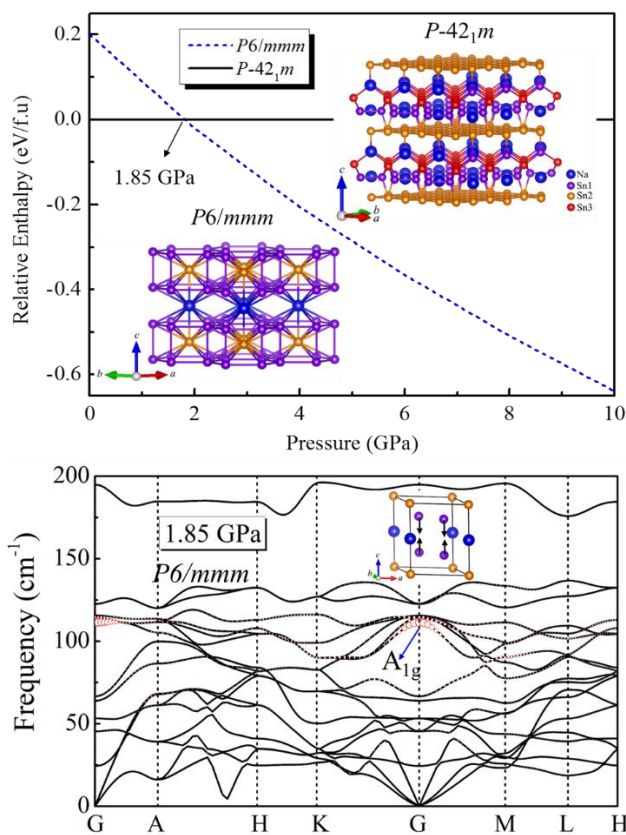 P6/mmm
P-42₁m
P-42₁m
0.2
0.0
-0.2
-0.4
-0.6
Relative Enthalpy (eV/f.u)
1.85 GPa
c
b
a
Na
Sn1
Sn2
Sn3
P6/mmm
c
b
a
0 2 4 6 8 10
Pressure (GPa)
200
150
100
50
0
Frequency (cm⁻¹)
1.85 GPa
P6/mmm
c
b
a
A₁g
G A H K G M L H